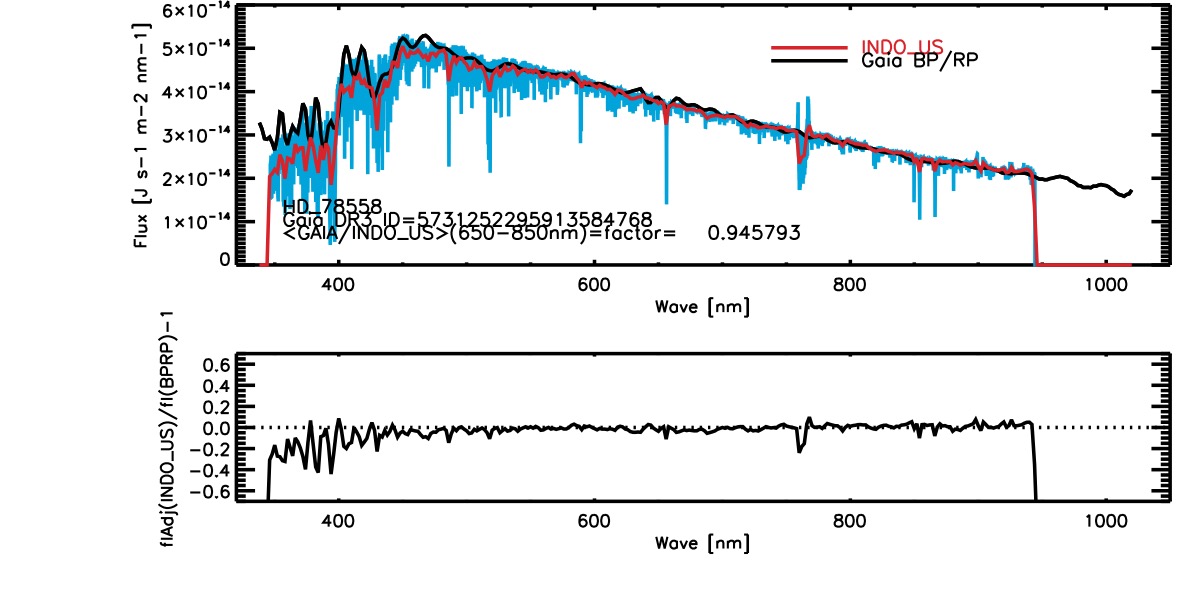 6×10⁻¹⁴
5×10⁻¹⁴
4×10⁻¹⁴
3×10⁻¹⁴
2×10⁻¹⁴
1×10⁻¹⁴
0
Flux [J s−1 m−2 nm−1]
INDO_US
Gaia BP/RP
HD_78558
Gaia DR3 ID=5731252295913584768
<GAIA/INDO_US>(650−850nm)=factor= 0.945793
400 600 800 1000
Wave [nm]
flAdj(INDO_US)/fl(BPRP)−1
0.6
0.4
0.2
0.0
−0.2
−0.4
−0.6
400 600 800 1000
Wave [nm]